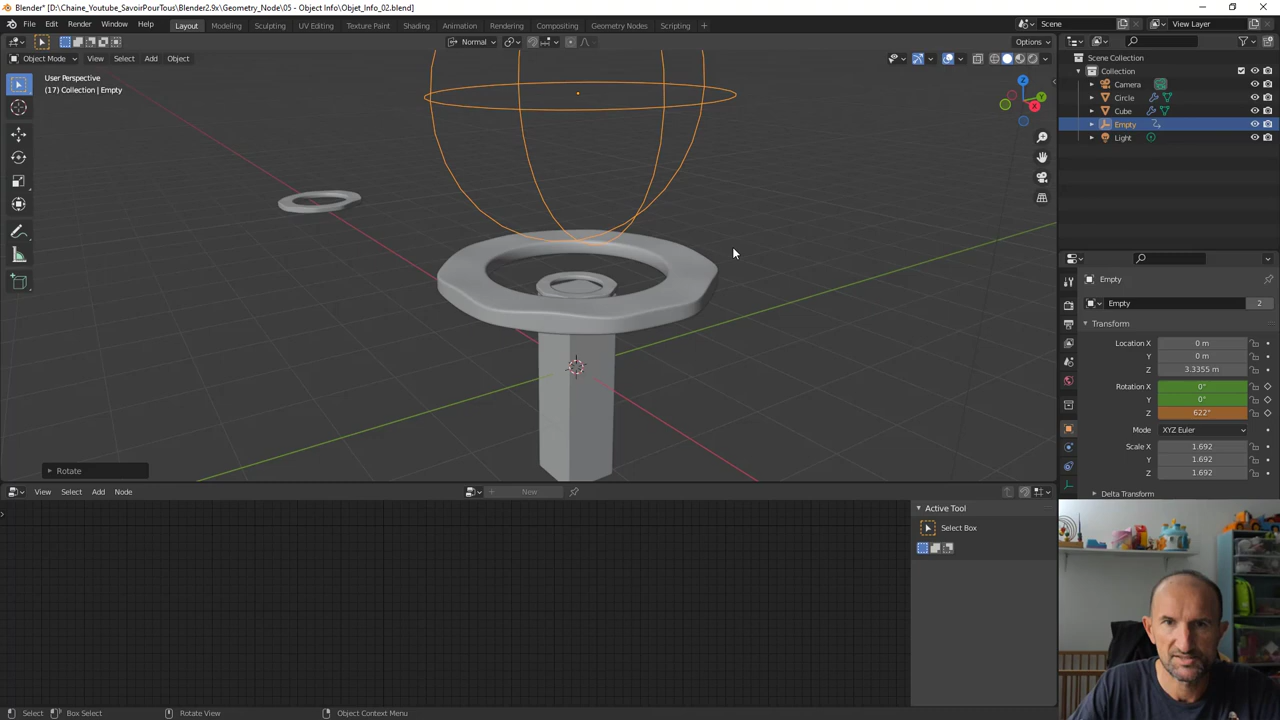 Blender* [D:\Chaine_Youtube_SavoirPourTous\Blender2.9x\Geometry_Node\05 - Object Info\Objet_Info_02.blend]
File Edit Render Window Help Layout Modeling Sculpting UV Editing Texture Paint Shading Animation Rendering Compositing Geometry Nodes Scripting + Scene View Layer
Normal Options
Object Mode View Select Add Object
User Perspective
(17) Collection | Empty
Scene Collection
Collection
Camera
Circle
Cube
Empty
Light
Empty
Empty 2
Transform
Location X 0 m
Y 0 m
Z 3.3355 m
Rotation X 0°
Y 0°
Z 622°
Mode XYZ Euler
Scale X 1.692
Y 1.692
Z 1.692
Delta Transform
Rotate
View Select Add Node New
Active Tool
Select Box
Select Box Select Rotate View Object Context Menu